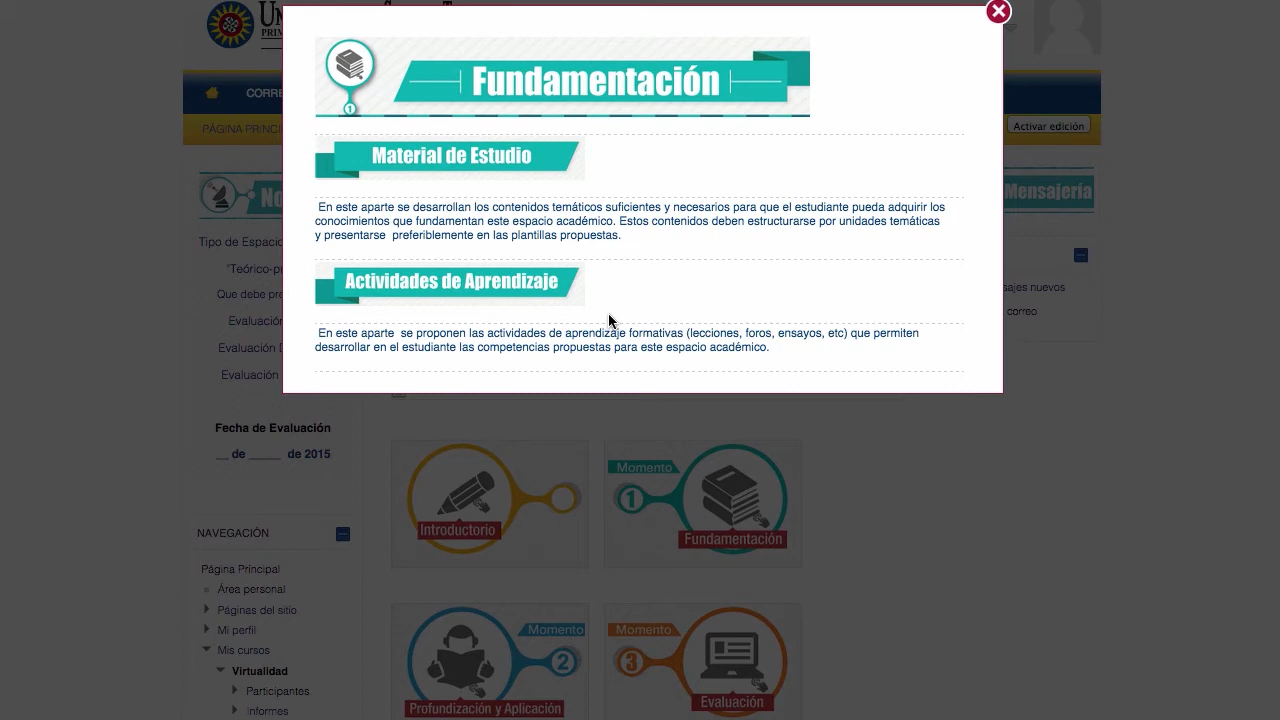 Fundamentación
1
Material de Estudio
En este aparte se desarrollan los contenidos temáticos suficientes y necesarios para que el estudiante pueda adquirir los
conocimientos que fundamentan este espacio académico. Estos contenidos deben estructurarse por unidades temáticas
y presentarse preferiblemente en las plantillas propuestas.
Actividades de Aprendizaje
En este aparte se proponen las actividades de aprendizaje formativas (lecciones, foros, ensayos, etc) que permiten
desarrollar en el estudiante las competencias propuestas para este espacio académico.
CORRE
PÁGINA PRINCI
Activar edición
No
Mensajería
Tipo de Espaci
"Teórico-pr
Que debe pre
Evaluación
Evaluación D
Evaluación
sajes nuevos
correo
Fecha de Evaluación
__ de _____ de 2015
NAVEGACIÓN
Página Principal
Área personal
Páginas del sitio
Mi perfil
Mis cursos
Virtualidad
Participantes
Informes
Introductorio
Momento
1
Fundamentación
Momento
2
Profundización y Aplicación
Momento
3
Evaluación